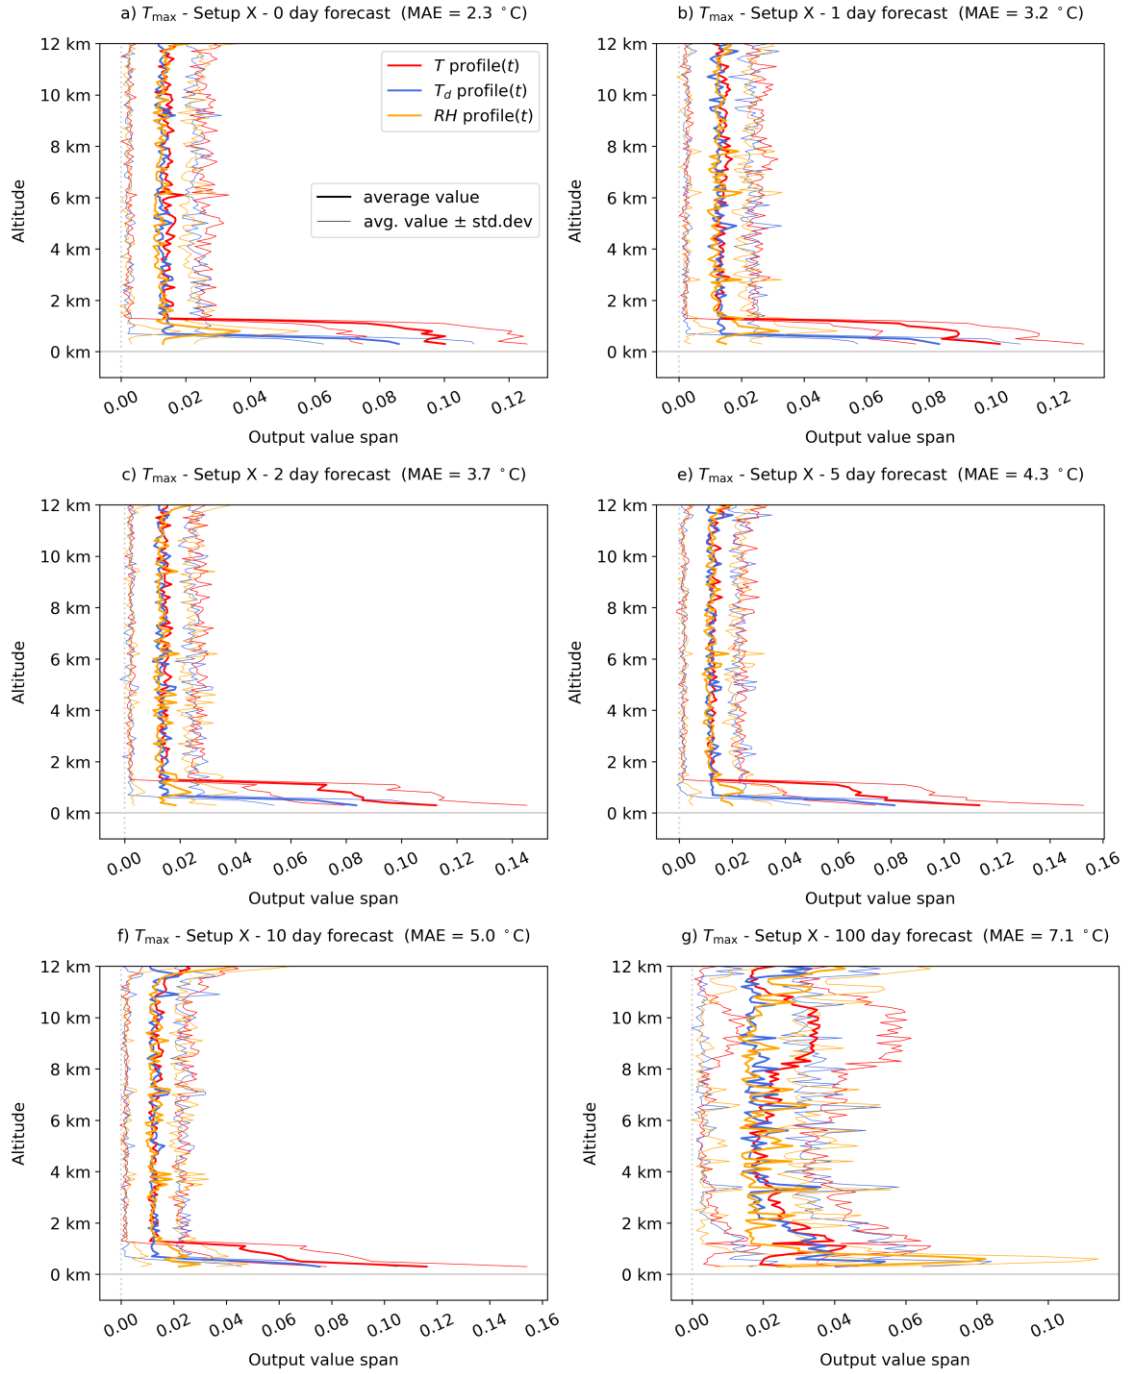 a) Tmax - Setup X - 0 day forecast (MAE = 2.3 °C)
12 km
10 km
8 km
6 km
4 km
2 km
0 km
Altitude
T profile(t)
Td profile(t)
RH profile(t)
average value
avg. value ± std.dev
0.00 0.02 0.04 0.06 0.08 0.10 0.12
Output value span
b) Tmax - Setup X - 1 day forecast (MAE = 3.2 °C)
12 km
10 km
8 km
6 km
4 km
2 km
0 km
Altitude
0.00 0.02 0.04 0.06 0.08 0.10 0.12
Output value span
c) Tmax - Setup X - 2 day forecast (MAE = 3.7 °C)
12 km
10 km
8 km
6 km
4 km
2 km
0 km
Altitude
0.00 0.02 0.04 0.06 0.08 0.10 0.12 0.14
Output value span
e) Tmax - Setup X - 5 day forecast (MAE = 4.3 °C)
12 km
10 km
8 km
6 km
4 km
2 km
0 km
Altitude
0.00 0.02 0.04 0.06 0.08 0.10 0.12 0.14 0.16
Output value span
f) Tmax - Setup X - 10 day forecast (MAE = 5.0 °C)
12 km
10 km
8 km
6 km
4 km
2 km
0 km
Altitude
0.00 0.02 0.04 0.06 0.08 0.10 0.12 0.14 0.16
Output value span
g) Tmax - Setup X - 100 day forecast (MAE = 7.1 °C)
12 km
10 km
8 km
6 km
4 km
2 km
0 km
Altitude
0.00 0.02 0.04 0.06 0.08 0.10
Output value span